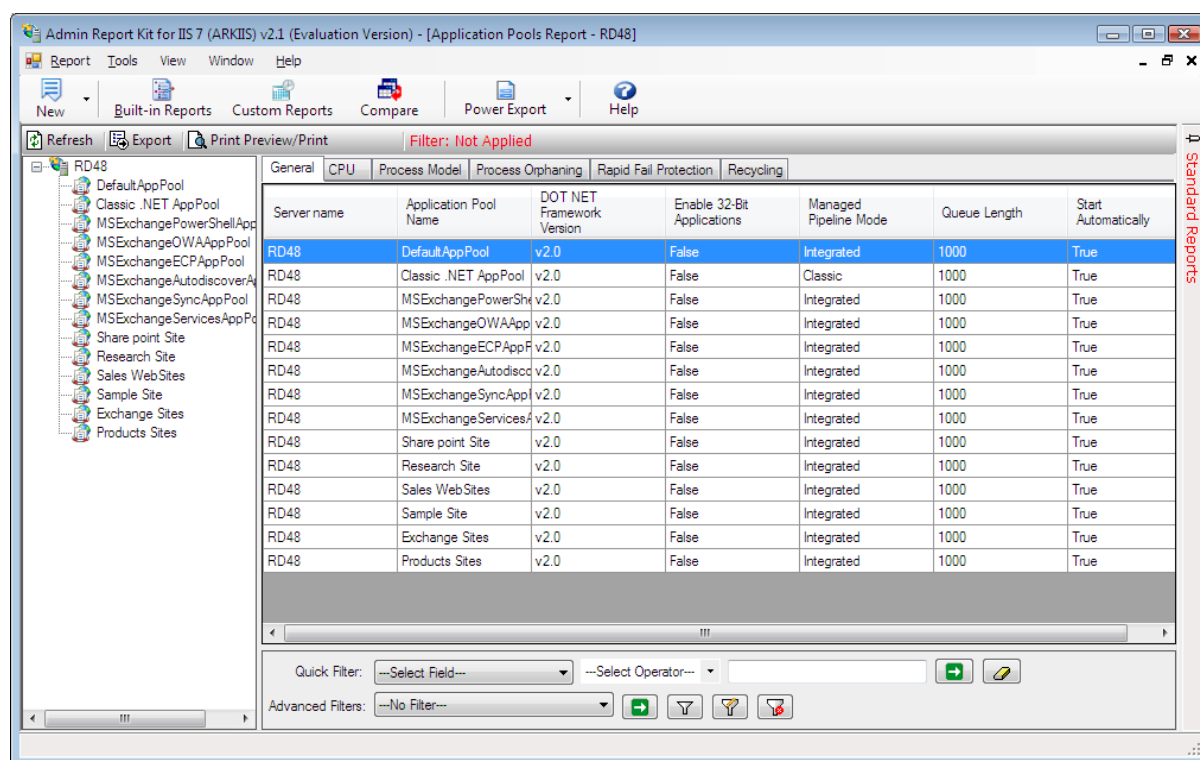 Admin Report Kit for IIS 7 (ARKIIS) v2.1 (Evaluation Version) - [Application Pools Report - RD48]
Report Tools View Window Help
New Built-in Reports Custom Reports Compare Power Export Help
Refresh Export Print Preview/Print Filter: Not Applied
Standard Reports
RD48
DefaultAppPool
Classic .NET AppPool
MSExchangePowerShellApp
MSExchangeOWAAppPool
MSExchangeECPAppPool
MSExchangeAutodiscoverA
MSExchangeSyncAppPool
MSExchangeServicesAppPo
Share point Site
Research Site
Sales WebSites
Sample Site
Exchange Sites
Products Sites
General CPU Process Model Process Orphaning Rapid Fail Protection Recycling
Server name Application Pool Name DOT NET Framework Version Enable 32-Bit Applications Managed Pipeline Mode Queue Length Start Automatically
RD48 DefaultAppPool v2.0 False Integrated 1000 True
RD48 Classic .NET AppPool v2.0 False Classic 1000 True
RD48 MSExchangePowerShe v2.0 False Integrated 1000 True
RD48 MSExchangeOWAApp v2.0 False Integrated 1000 True
RD48 MSExchangeECPAppP v2.0 False Integrated 1000 True
RD48 MSExchangeAutodisco v2.0 False Integrated 1000 True
RD48 MSExchangeSyncAppP v2.0 False Integrated 1000 True
RD48 MSExchangeServicesA v2.0 False Integrated 1000 True
RD48 Share point Site v2.0 False Integrated 1000 True
RD48 Research Site v2.0 False Integrated 1000 True
RD48 Sales WebSites v2.0 False Integrated 1000 True
RD48 Sample Site v2.0 False Integrated 1000 True
RD48 Exchange Sites v2.0 False Integrated 1000 True
RD48 Products Sites v2.0 False Integrated 1000 True
Quick Filter: ---Select Field--- ---Select Operator---
Advanced Filters: ---No Filter---